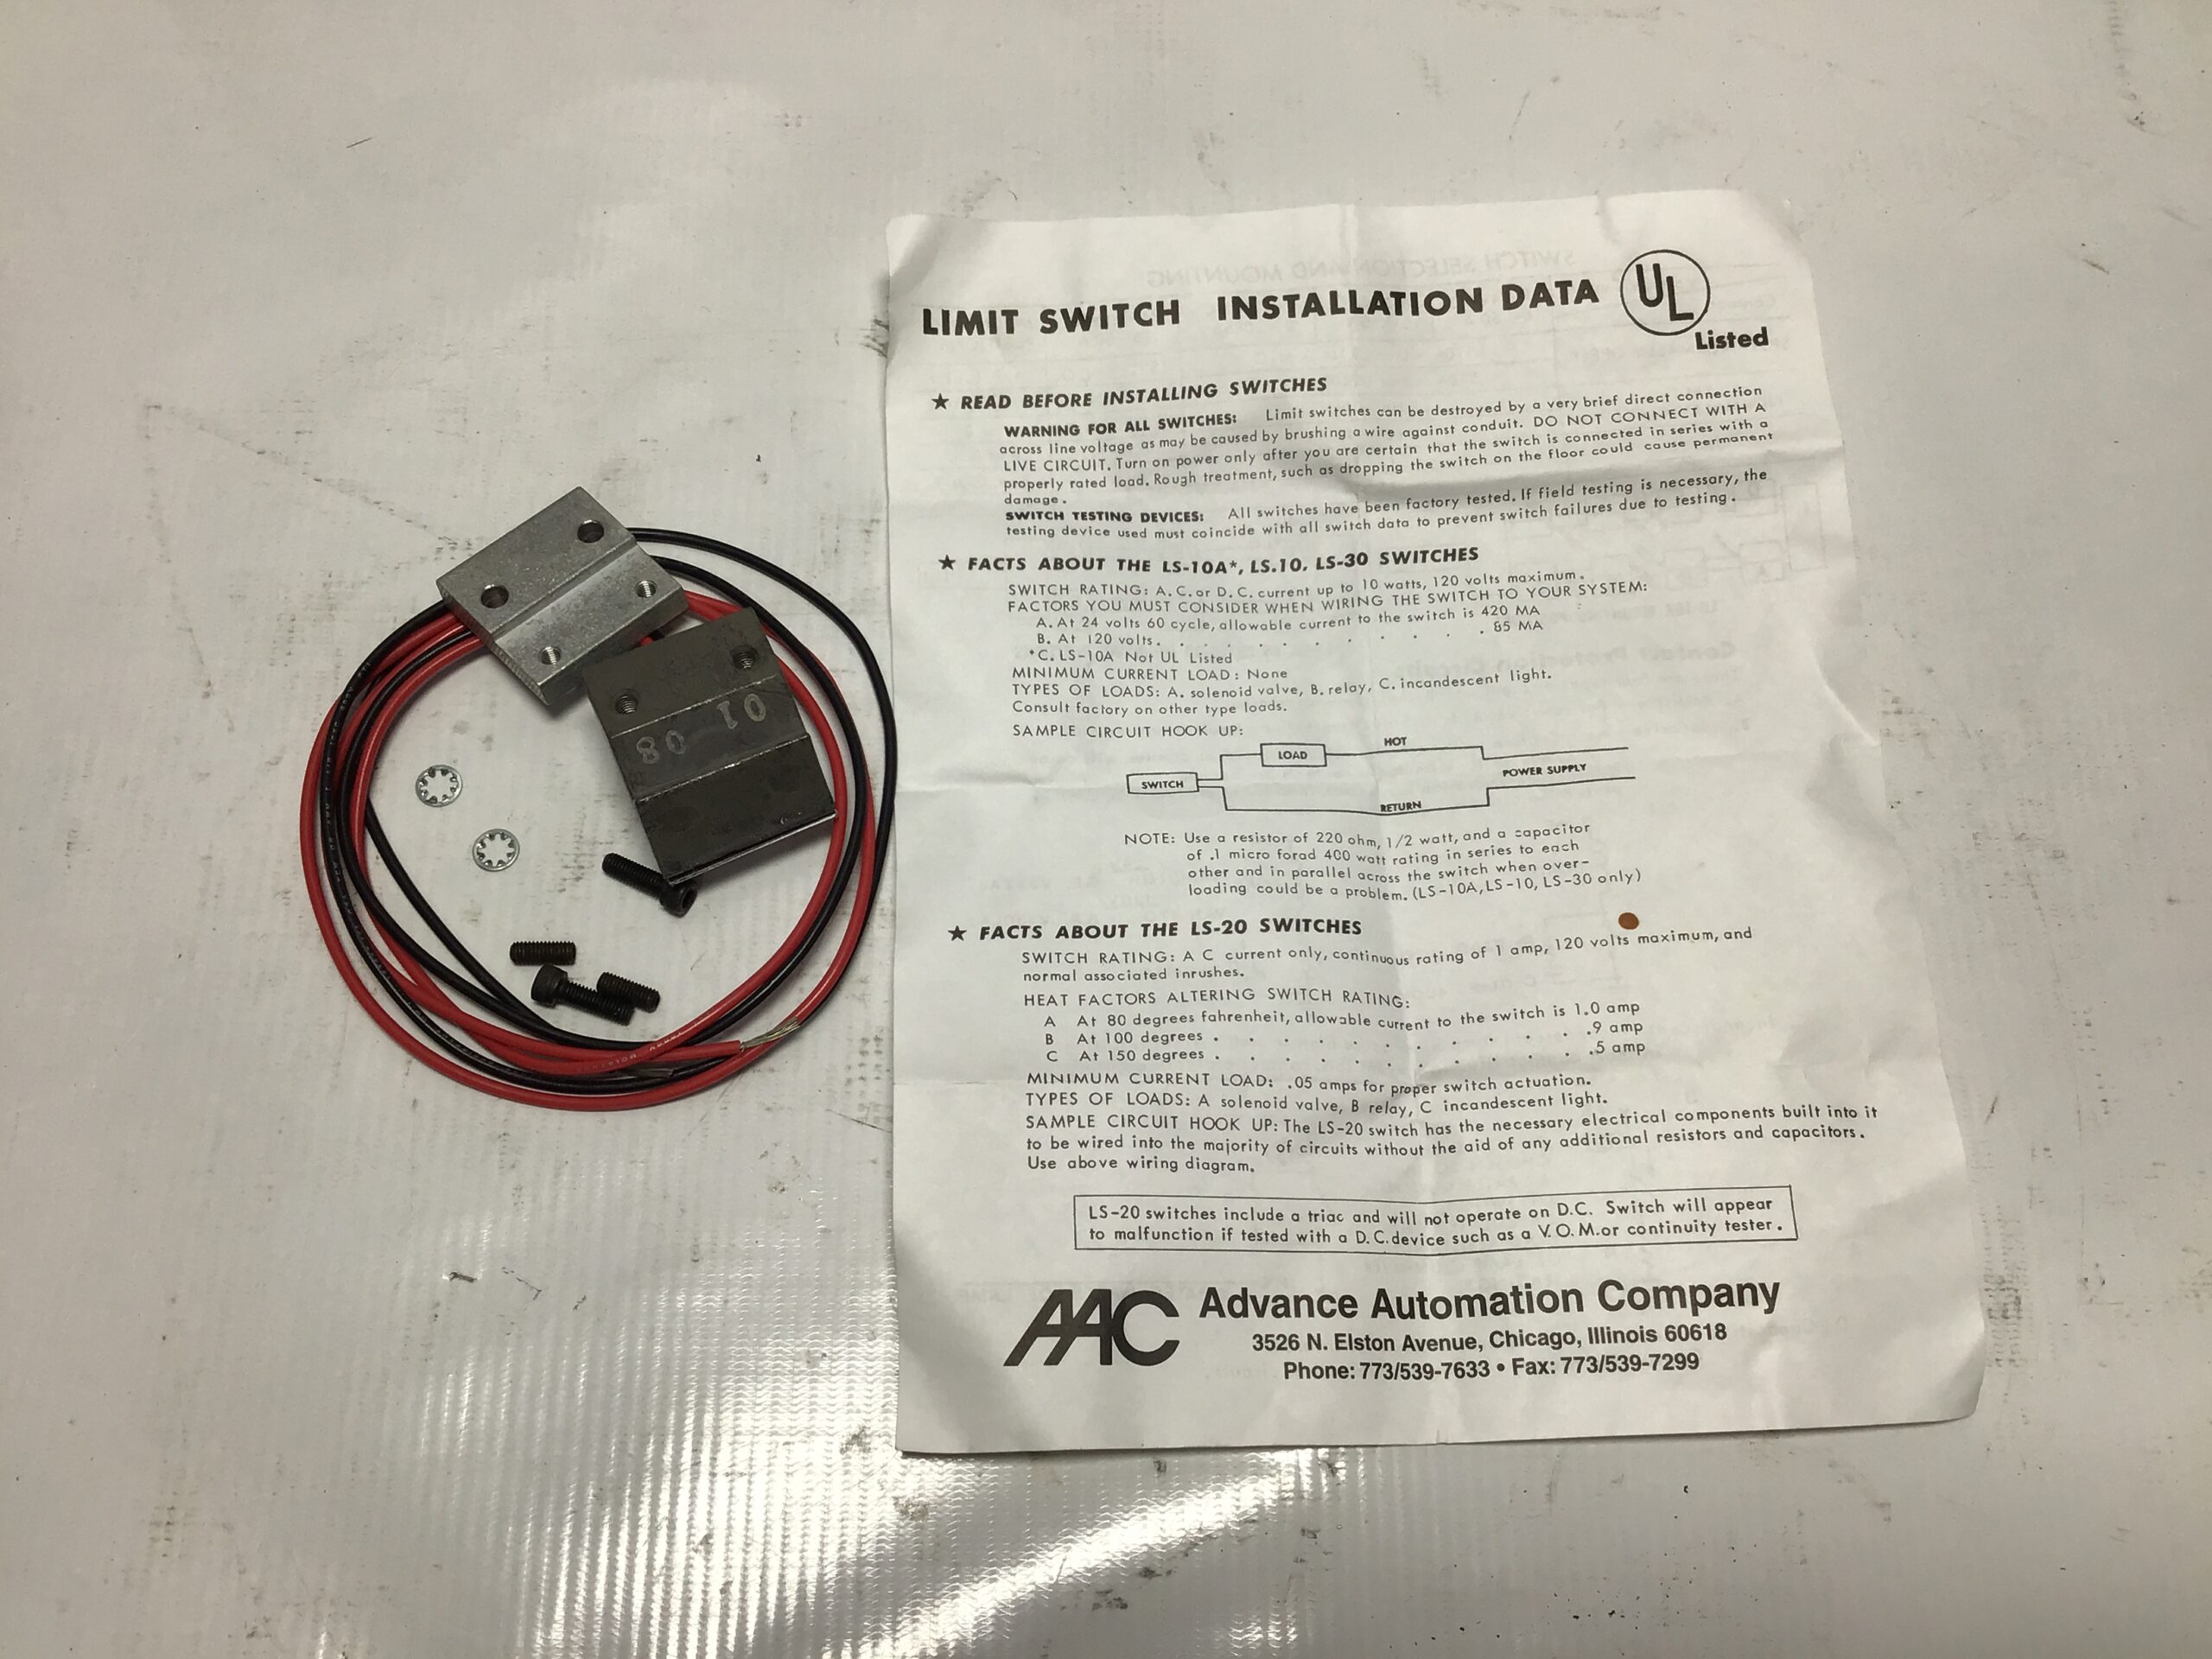 LIMIT SWITCH INSTALLATION DATA
UL
Listed
★ READ BEFORE INSTALLING SWITCHES
WARNING FOR ALL SWITCHES: Limit switches can be destroyed by a very brief direct connection
across line voltage as may be caused by brushing a wire against conduit. DO NOT CONNECT WITH A
LIVE CIRCUIT. Turn on power only after you are certain that the switch is connected in series with a
properly rated load. Rough treatment, such as dropping the switch on the floor could cause permanent
damage.
SWITCH TESTING DEVICES: All switches have been factory tested. If field testing is necessary, the
testing device used must coincide with all switch data to prevent switch failures due to testing.
★ FACTS ABOUT THE LS-10A*, LS.10, LS-30 SWITCHES
SWITCH RATING: A.C. or D.C. current up to 10 watts, 120 volts maximum.
FACTORS YOU MUST CONSIDER WHEN WIRING THE SWITCH TO YOUR SYSTEM:
A. At 24 volts 60 cycle, allowable current to the switch is 420 MA
B. At 120 volts. . . . . . . . . . 85 MA
*C. LS-10A Not UL Listed
MINIMUM CURRENT LOAD: None
TYPES OF LOADS: A. solenoid valve, B. relay, C. incandescent light.
Consult factory on other type loads.
SAMPLE CIRCUIT HOOK UP:
HOT
LOAD
POWER SUPPLY
SWITCH
RETURN
NOTE: Use a resistor of 220 ohm, 1/2 watt, and a capacitor
of .1 micro forad 400 watt rating in series to each
other and in parallel across the switch when over-
loading could be a problem. (LS-10A, LS-10, LS-30 only)
★ FACTS ABOUT THE LS-20 SWITCHES
SWITCH RATING: A C current only, continuous rating of 1 amp, 120 volts maximum, and
normal associated inrushes.
HEAT FACTORS ALTERING SWITCH RATING:
A At 80 degrees fahrenheit, allowable current to the switch is 1.0 amp
B At 100 degrees . . . . . . . . . . .9 amp
C At 150 degrees . . . . . . . . . . .5 amp
MINIMUM CURRENT LOAD: .05 amps for proper switch actuation.
TYPES OF LOADS: A solenoid valve, B relay, C incandescent light.
SAMPLE CIRCUIT HOOK UP: The LS-20 switch has the necessary electrical components built into it
to be wired into the majority of circuits without the aid of any additional resistors and capacitors.
Use above wiring diagram.
LS-20 switches include a triac and will not operate on D.C. Switch will appear
to malfunction if tested with a D.C. device such as a V.O.M. or continuity tester.
AAC Advance Automation Company
3526 N. Elston Avenue, Chicago, Illinois 60618
Phone: 773/539-7633 • Fax: 773/539-7299
01-08